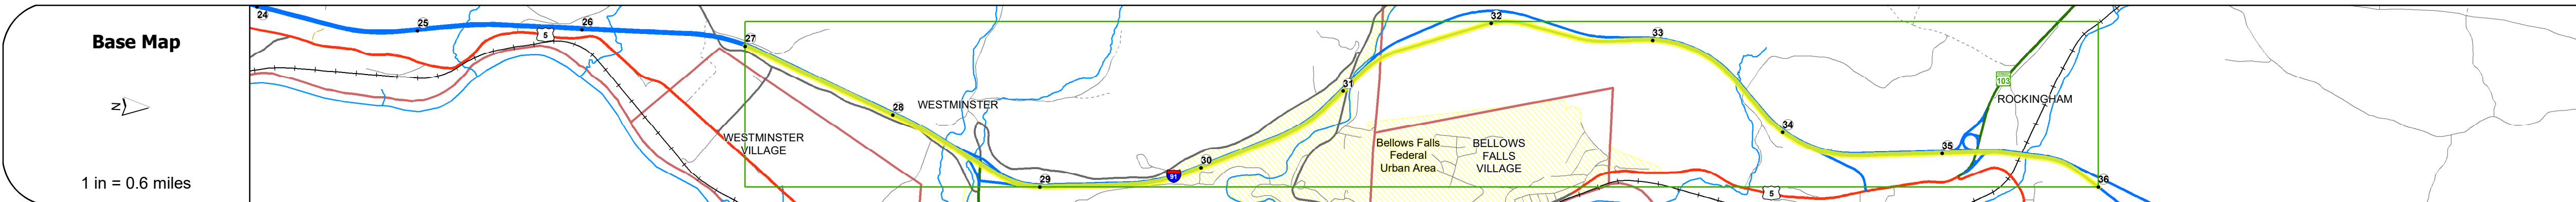 Base Map
N
1 in = 0.6 miles
24
25
26
5
27
28
WESTMINSTER
WESTMINSTER
VILLAGE
29
91
30
31
32
33
Bellows Falls
Federal
Urban Area
BELLOWS
FALLS
VILLAGE
34
5
35
103
ROCKINGHAM
36